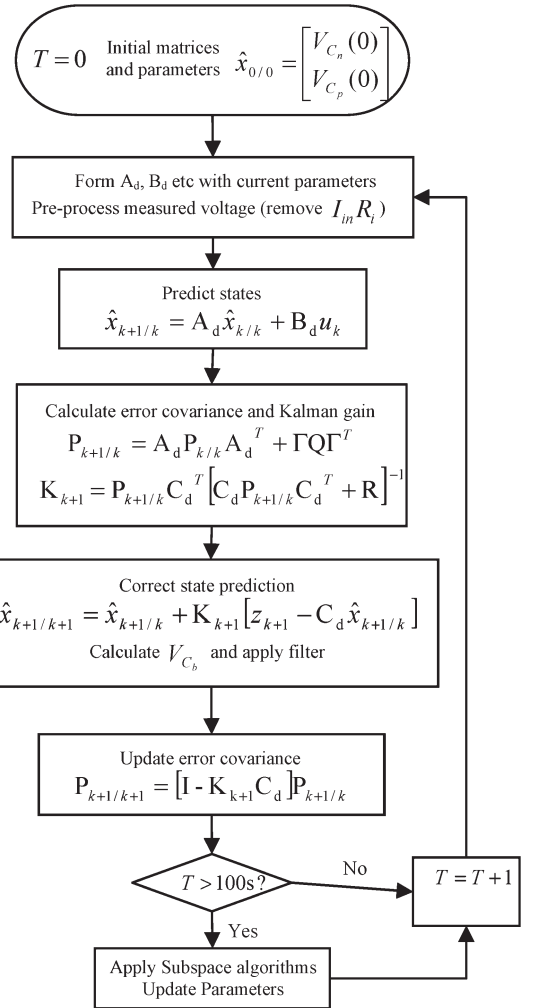 T = 0 Initial matrices and parameters x̂₀/₀ = [V_{C_n}(0) V_{C_p}(0)]
Form A_d, B_d etc with current parameters
Pre-process measured voltage (remove I_{in}R_i )
Predict states
x̂_{k+1/k} = A_d x̂_{k/k} + B_d u_k
Calculate error covariance and Kalman gain
P_{k+1/k} = A_d P_{k/k} A_d^T + ΓQΓ^T
K_{k+1} = P_{k+1/k} C_d^T [C_d P_{k+1/k} C_d^T + R]^{-1}
Correct state prediction
x̂_{k+1/k+1} = x̂_{k+1/k} + K_{k+1} [z_{k+1} − C_d x̂_{k+1/k}]
Calculate V_{C_b} and apply filter
Update error covariance
P_{k+1/k+1} = [I - K_{k+1} C_d] P_{k+1/k}
T > 100s ?
No
T = T + 1
Yes
Apply Subspace algorithms
Update Parameters